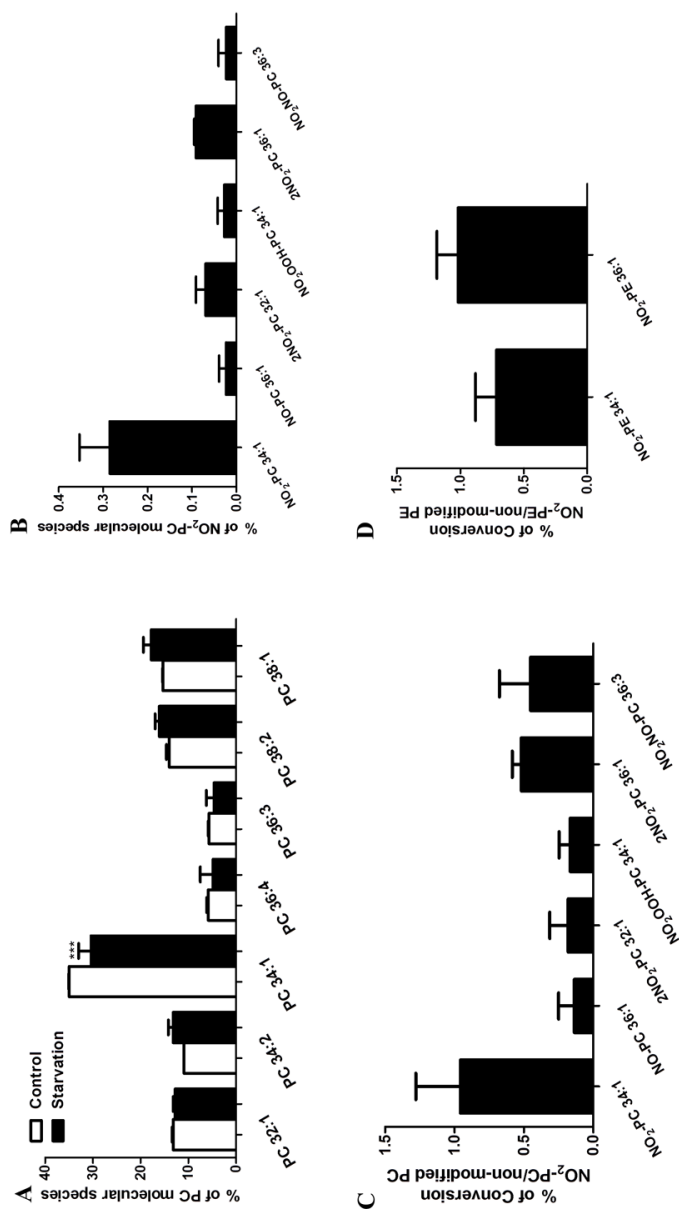 A
% of PC molecular species
40
30
20
10
0
Control
Starvation
***
PC 32:1
PC 34:2
PC 34:1
PC 36:4
PC 36:3
PC 38:2
PC 38:1
B
% of NO₂-PC molecular species
0.4
0.3
0.2
0.1
0.0
NO₂-PC 34:1
NO-PC 36:1
2NO₂-PC 32:1
NO₂OOH-PC 34:1
2NO₂-PC 36:1
NO₂NO-PC 36:3
C
% of Conversion
NO₂-PC/non-modified PC
1.5
1.0
0.5
0.0
NO₂-PC 34:1
NO-PC 36:1
2NO₂-PC 32:1
NO₂OOH-PC 34:1
2NO₂-PC 36:1
NO₂NO-PC 36:3
D
% of Conversion
NO₂-PE/non-modified PE
1.5
1.0
0.5
0.0
NO₂-PE 34:1
NO₂-PE 36:1